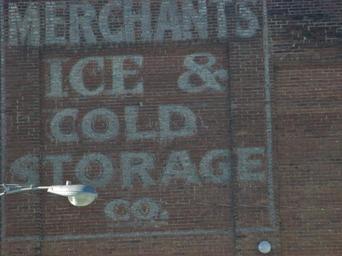 MERCHANTS
ICE &
COLD
STORAGE
CO.